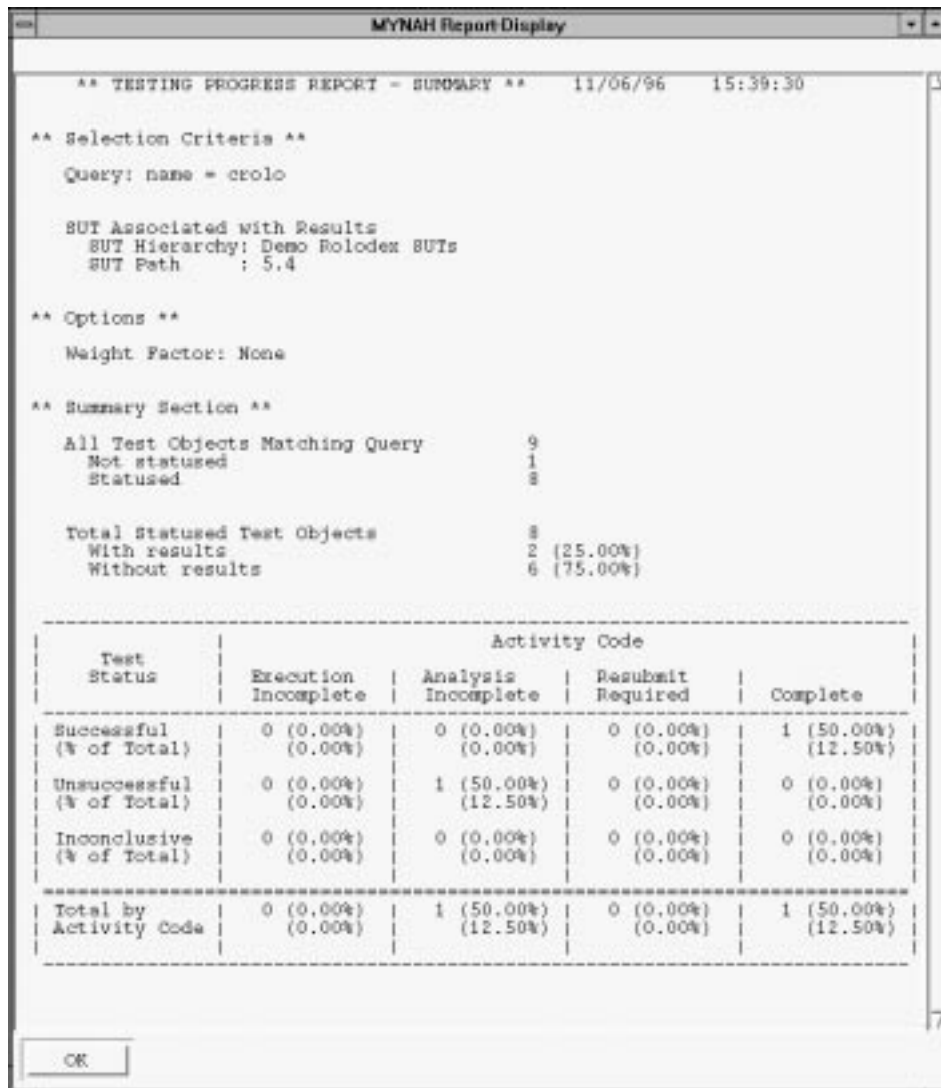 MYNAH Report Display
** TESTING PROGRESS REPORT - SUMMARY ** 11/06/96 15:39:30
** Selection Criteria **
Query: name = crolo
SUT Associated with Results
SUT Hierarchy: Demo Rolodex SUTs
SUT Path : 5.4
** Options **
Weight Factor: None
** Summary Section **
All Test Objects Matching Query 9
Not statused 1
Statused 8
Total Statused Test Objects 8
With results 2 (25.00%)
Without results 6 (75.00%)
Activity Code
Test
Status Execution Analysis Resubmit
Incomplete Incomplete Required Complete
Successful 0 (0.00%) 0 (0.00%) 0 (0.00%) 1 (50.00%)
(% of Total) (0.00%) (0.00%) (0.00%) (12.50%)
Unsuccessful 0 (0.00%) 1 (50.00%) 0 (0.00%) 0 (0.00%)
(% of Total) (0.00%) (12.50%) (0.00%) (0.00%)
Inconclusive 0 (0.00%) 0 (0.00%) 0 (0.00%) 0 (0.00%)
(% of Total) (0.00%) (0.00%) (0.00%) (0.00%)
Total by 0 (0.00%) 1 (50.00%) 0 (0.00%) 1 (50.00%)
Activity Code (0.00%) (12.50%) (0.00%) (12.50%)
OK